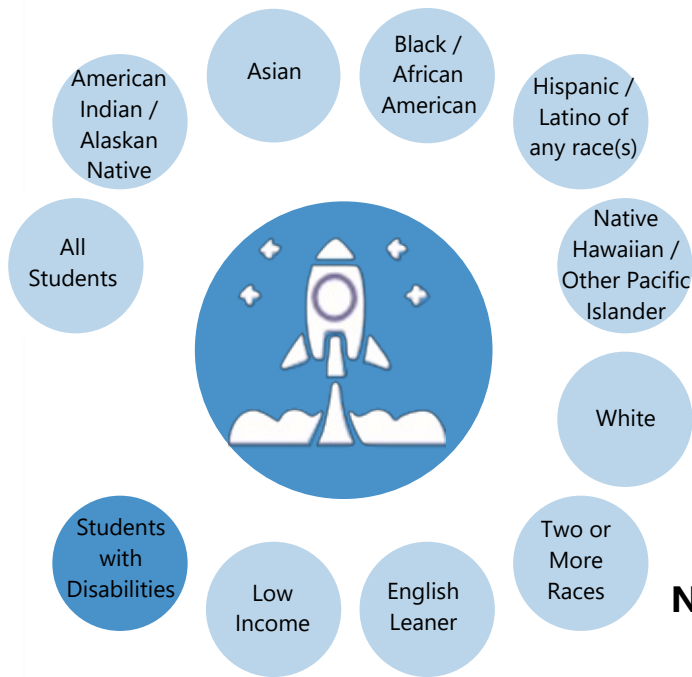 American
Indian /
Alaskan
Native
Asian
Black /
African
American
Hispanic /
Latino of
any race(s)
All
Students
Native
Hawaiian /
Other Pacific
Islander
White
Students
with
Disabilities
Low
Income
English
Leaner
Two or
More
Races
N